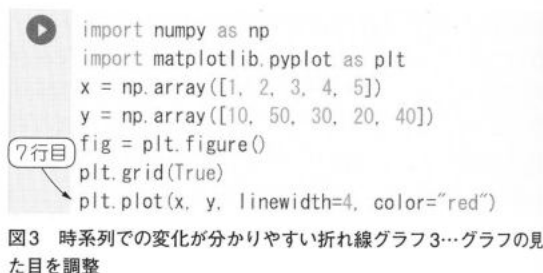 import numpy as np
import matplotlib.pyplot as plt
x = np.array([1, 2, 3, 4, 5])
y = np.array([10, 50, 30, 20, 40])
fig = plt.figure()
7行目
plt.grid(True)
plt.plot(x, y, linewidth=4, color="red")
図3 時系列での変化が分かりやすい折れ線グラフ3…グラフの見
た目を調整